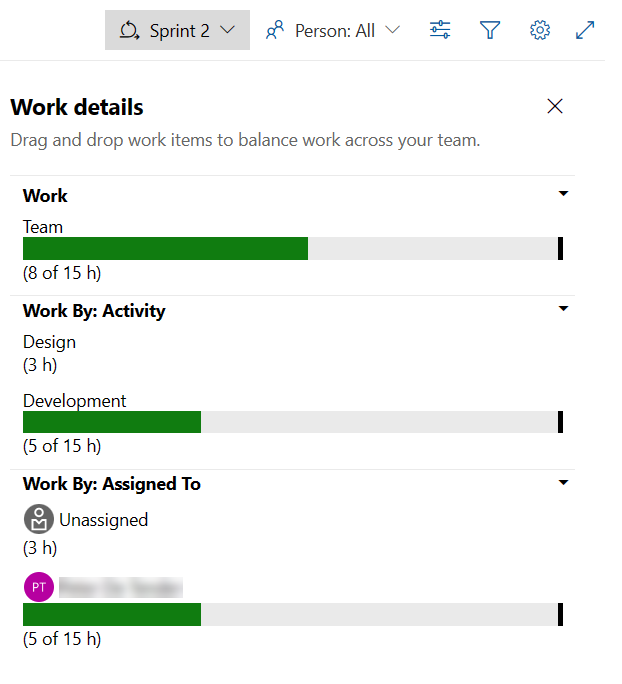 Sprint 2
Person: All
Work details
Drag and drop work items to balance work across your team.
Work
Team
(8 of 15 h)
Work By: Activity
Design
(3 h)
Development
(5 of 15 h)
Work By: Assigned To
Unassigned
(3 h)
PT
(5 of 15 h)